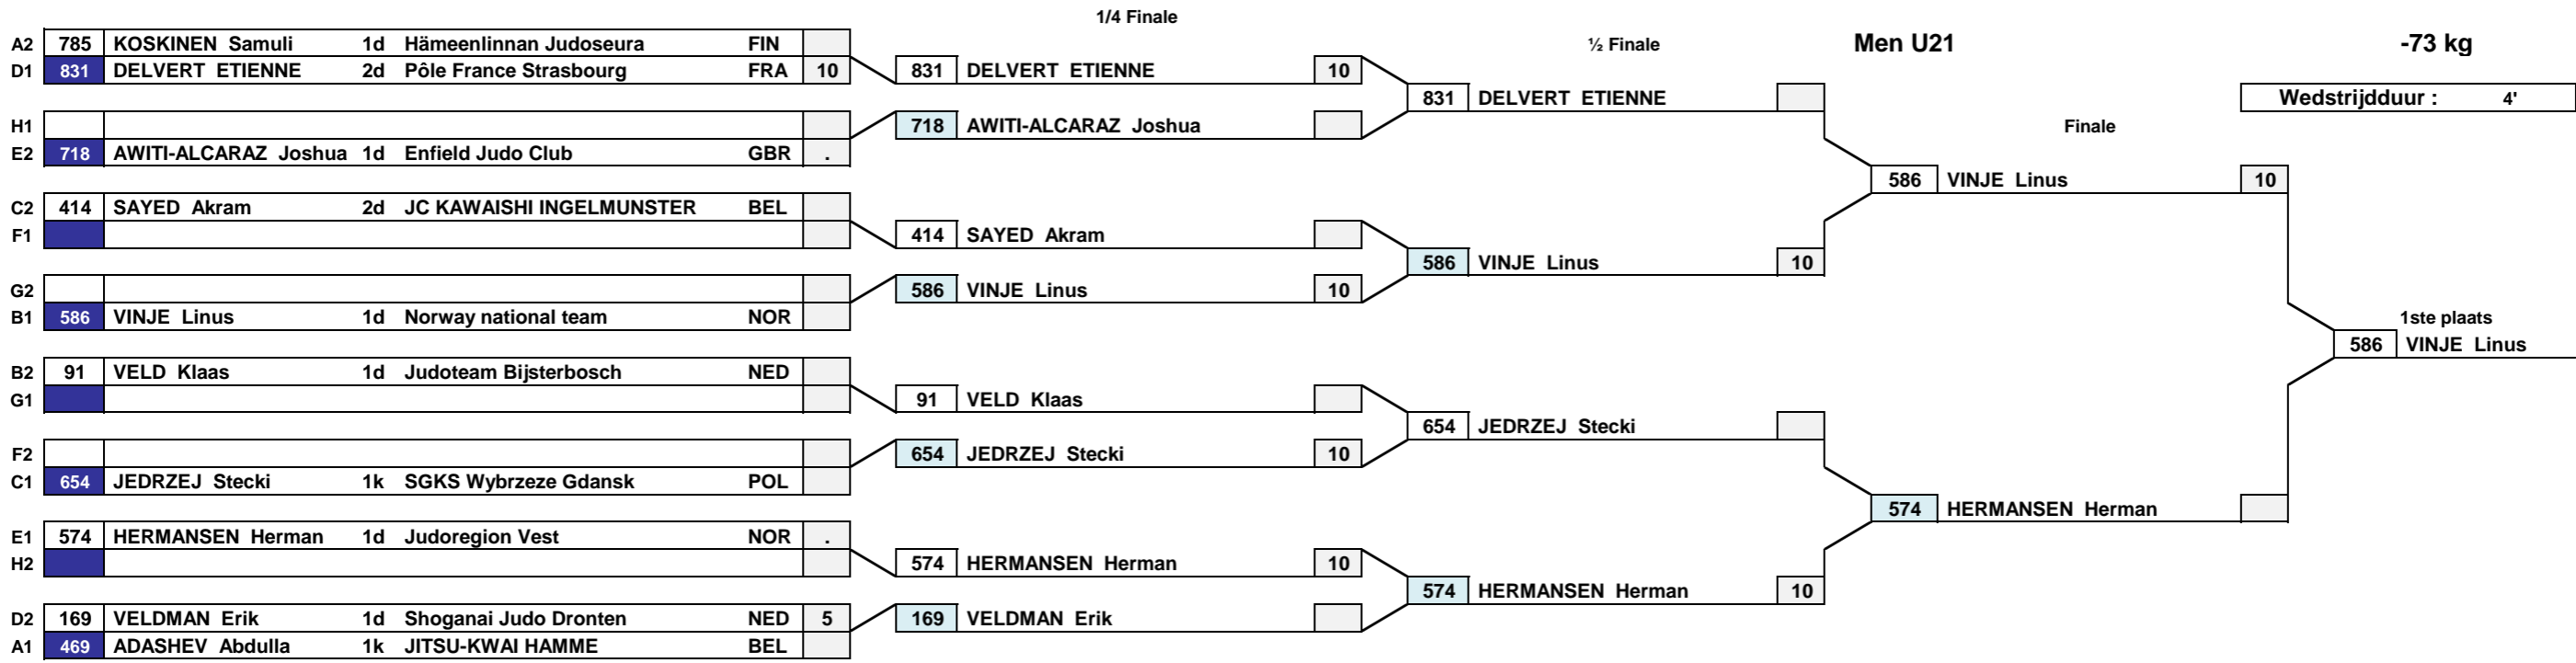 1/4 Finale
½ Finale
Men U21
-73 kg
A2 785 KOSKINEN Samuli 1d Hämeenlinnan Judoseura FIN
D1 831 DELVERT ETIENNE 2d Pôle France Strasbourg FRA 10
831 DELVERT ETIENNE 10
831 DELVERT ETIENNE
Wedstrijdduur : 4'
H1
718 AWITI-ALCARAZ Joshua
Finale
E2 718 AWITI-ALCARAZ Joshua 1d Enfield Judo Club GBR .
586 VINJE Linus 10
C2 414 SAYED Akram 2d JC KAWAISHI INGELMUNSTER BEL
F1
414 SAYED Akram
586 VINJE Linus 10
G2
586 VINJE Linus 10
B1 586 VINJE Linus 1d Norway national team NOR
1ste plaats
586 VINJE Linus
B2 91 VELD Klaas 1d Judoteam Bijsterbosch NED
G1
91 VELD Klaas
654 JEDRZEJ Stecki
F2
654 JEDRZEJ Stecki 10
C1 654 JEDRZEJ Stecki 1k SGKS Wybrzeze Gdansk POL
574 HERMANSEN Herman
E1 574 HERMANSEN Herman 1d Judoregion Vest NOR .
H2
574 HERMANSEN Herman 10
574 HERMANSEN Herman 10
D2 169 VELDMAN Erik 1d Shoganai Judo Dronten NED 5
169 VELDMAN Erik
A1 469 ADASHEV Abdulla 1k JITSU-KWAI HAMME BEL